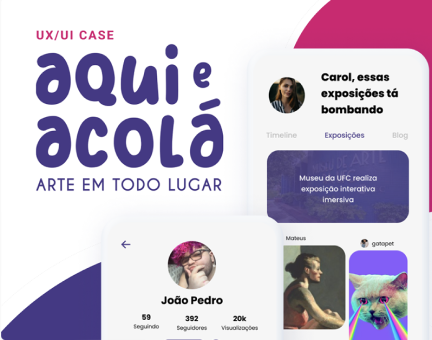 UX/UI CASE
aqui e
acolá
ARTE EM TODO LUGAR
Carol, essas
exposições tá
bombando
Timeline Exposições Blog
Museu da UFC realiza
exposição interativa
imersiva
Mateus
gatapet
João Pedro
59 392 20k
Seguindo Seguidores Visualizações